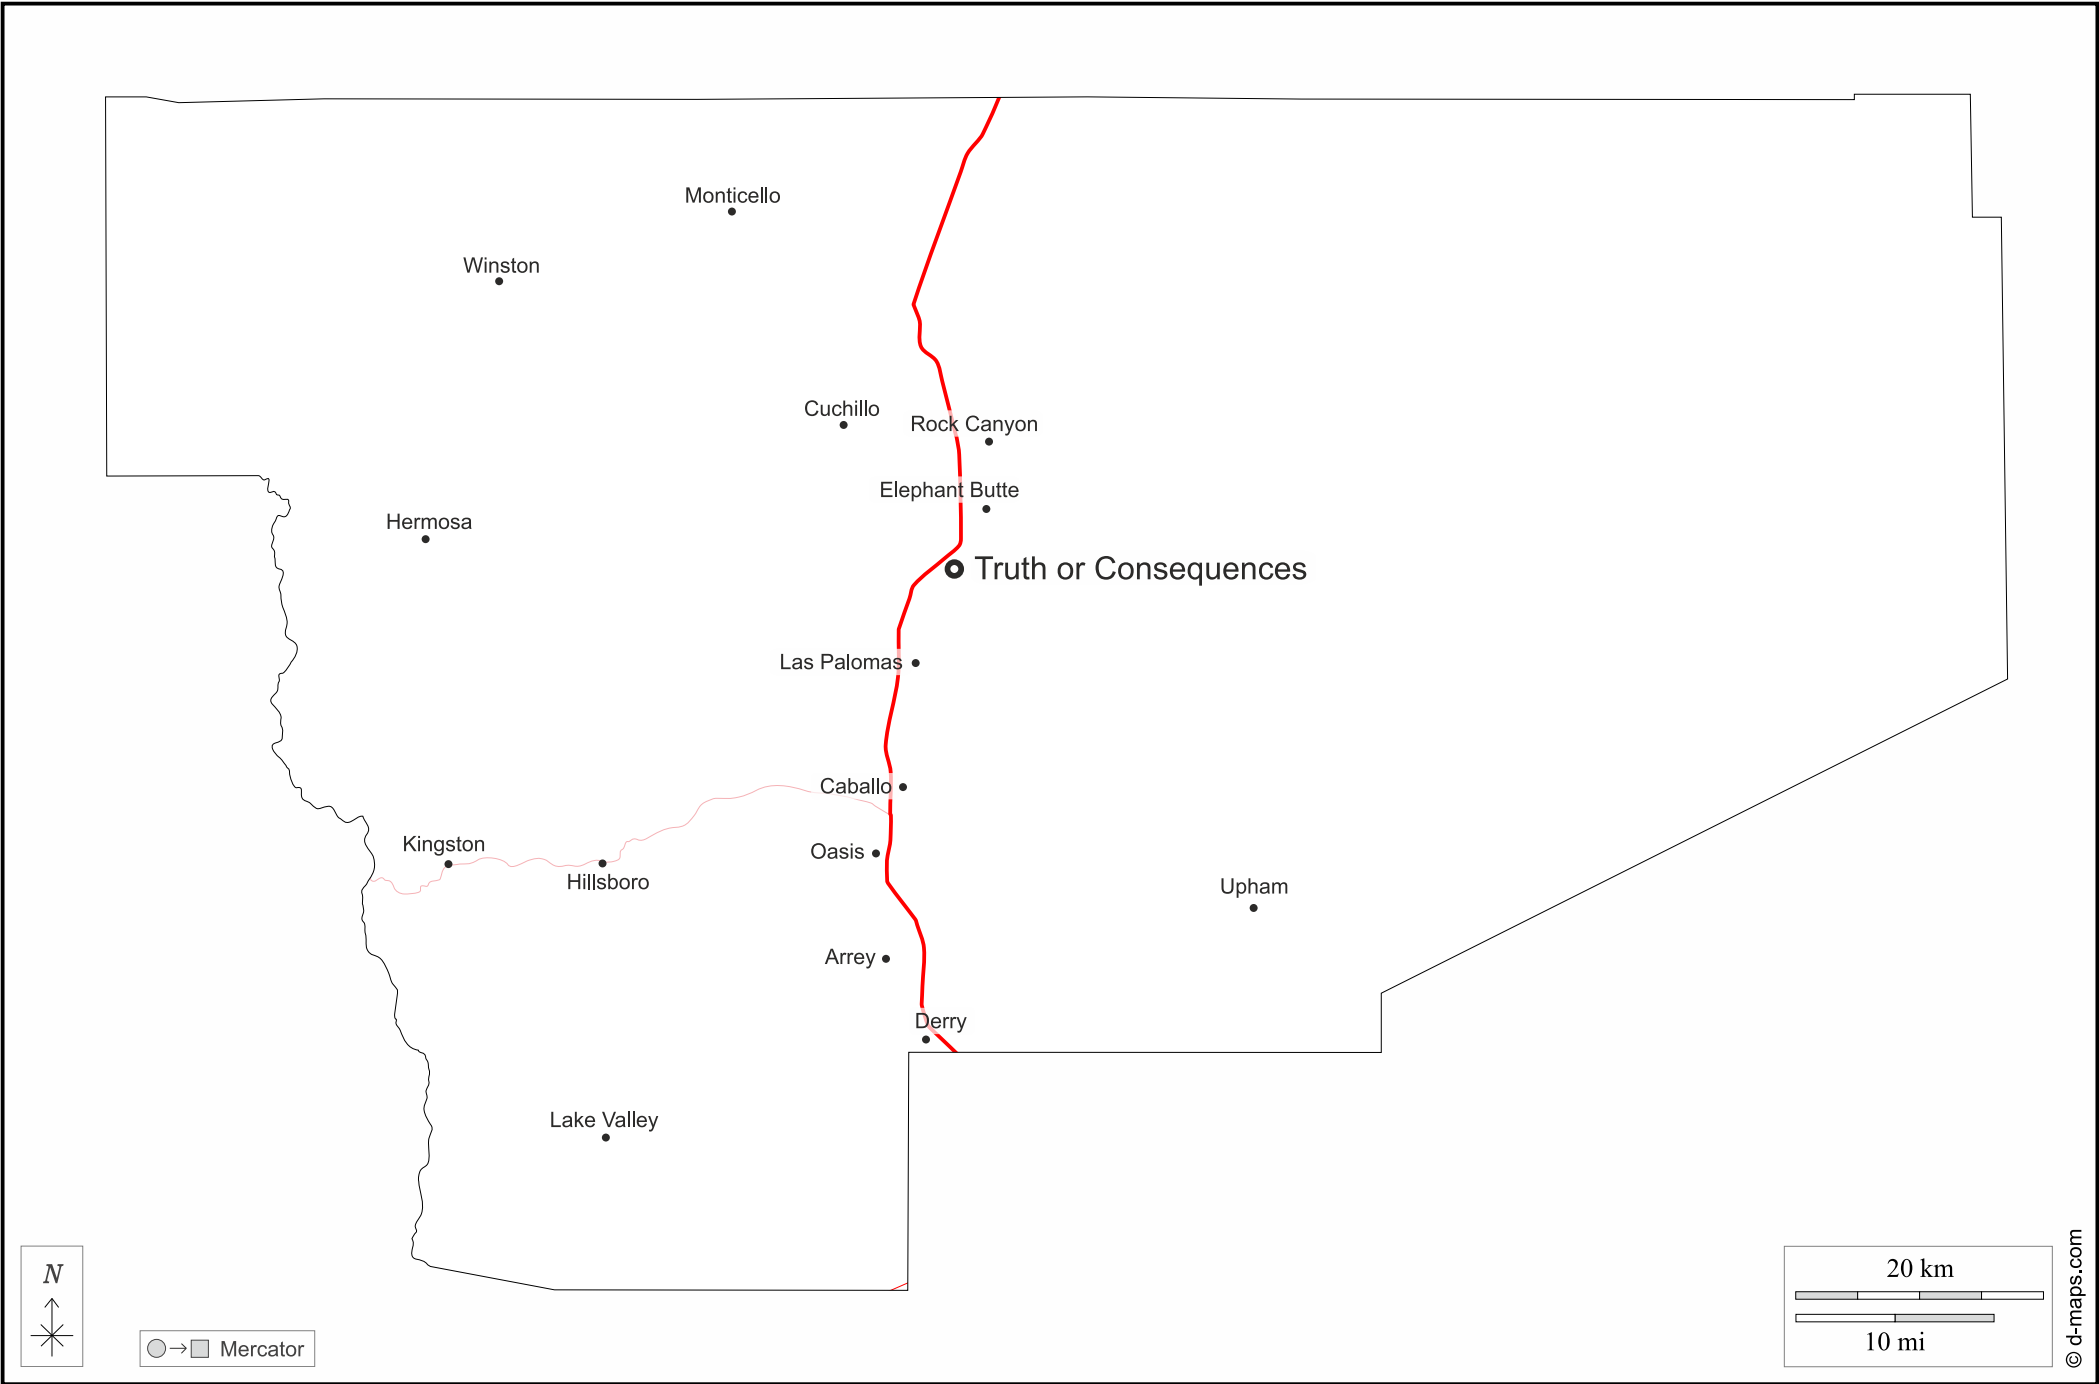 Monticello
Winston
Cuchillo
Rock Canyon
Elephant Butte
Hermosa
Truth or Consequences
Las Palomas
Caballo
Kingston
Oasis
Hillsboro
Upham
Arrey
Derry
Lake Valley
N
Mercator
20 km
10 mi
© d-maps.com